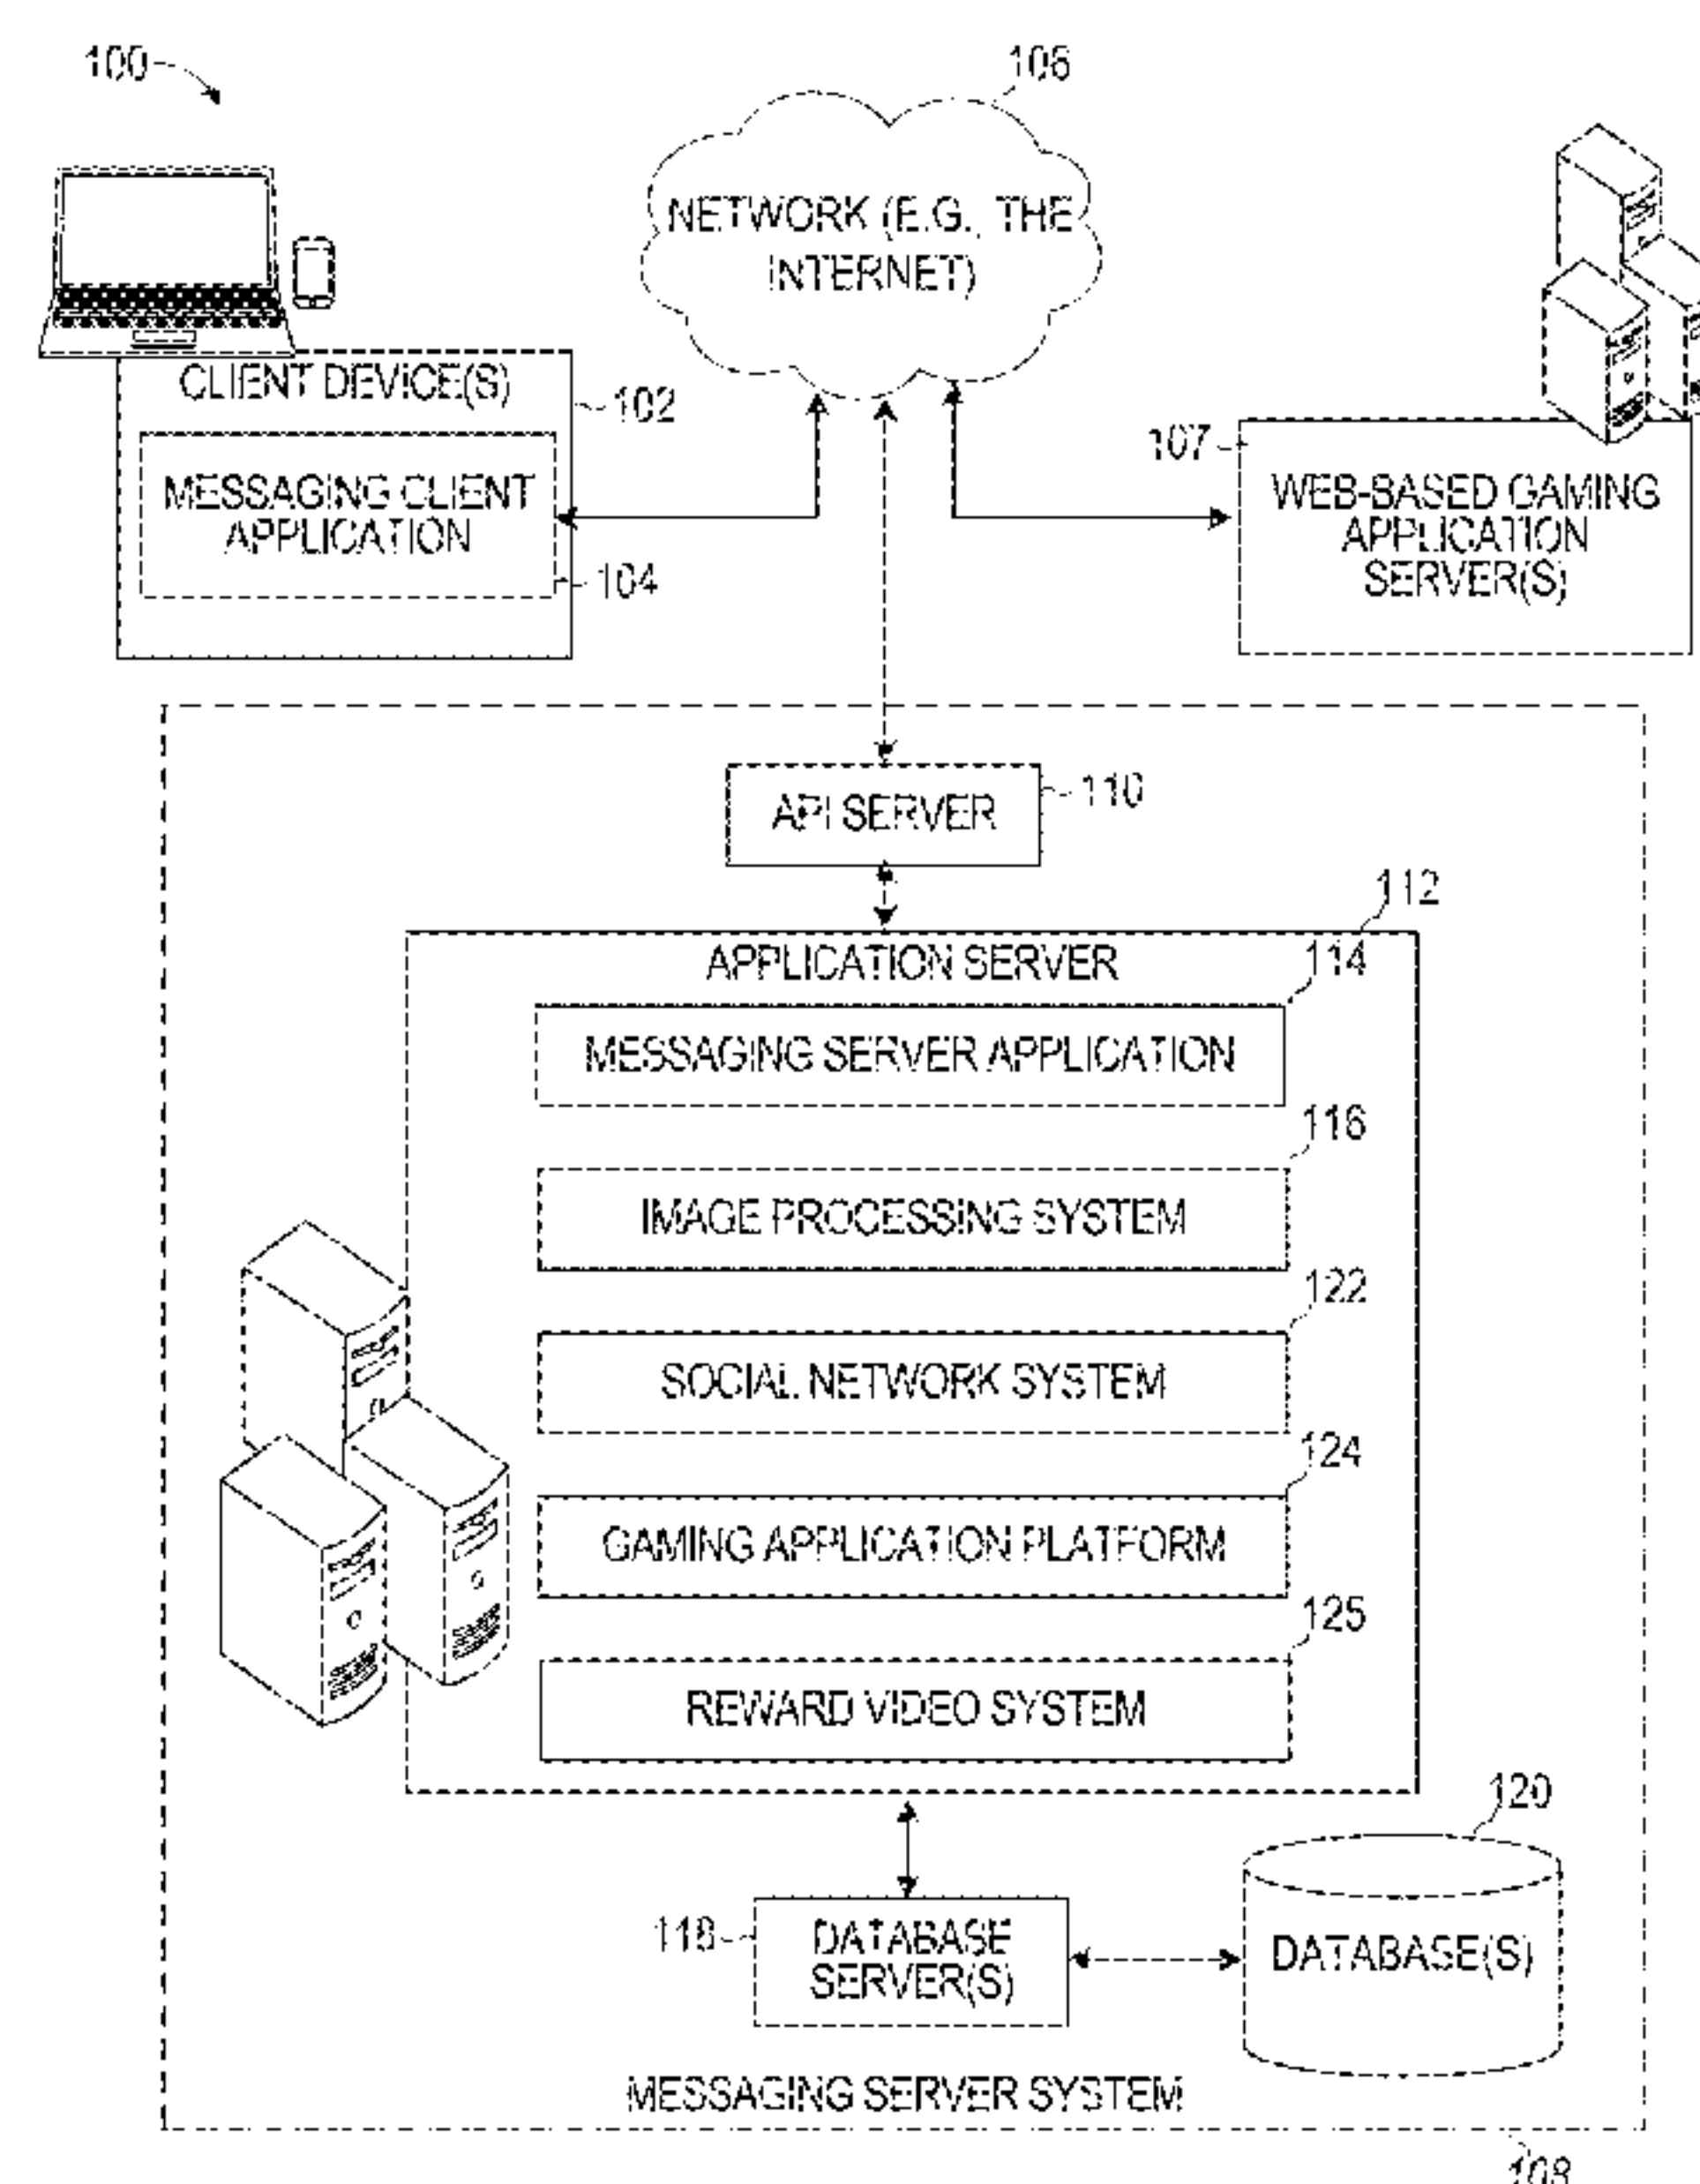 100
106
NETWORK (E.G., THE
INTERNET)
CLIENT DEVICE(S)
102
MESSAGING CLIENT
APPLICATION
104
107
WEB-BASED GAMING
APPLICATION
SERVER(S)
110
API SERVER
112
APPLICATION SERVER
114
MESSAGING SERVER APPLICATION
116
IMAGE PROCESSING SYSTEM
122
SOCIAL NETWORK SYSTEM
124
GAMING APPLICATION PLATFORM
125
REWARD VIDEO SYSTEM
120
118
DATABASE
SERVER(S)
DATABASE(S)
MESSAGING SERVER SYSTEM
108